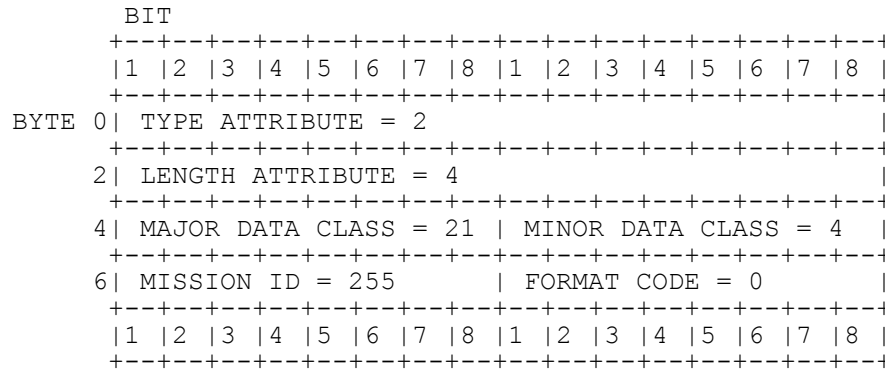 BIT
+--+--+--+--+--+--+--+--+--+--+--+--+--+--+--+--+
|1 |2 |3 |4 |5 |6 |7 |8 |1 |2 |3 |4 |5 |6 |7 |8 |
+--+--+--+--+--+--+--+--+--+--+--+--+--+--+--+--+
BYTE 0| TYPE ATTRIBUTE = 2 |
+--+--+--+--+--+--+--+--+--+--+--+--+--+--+--+--+
2| LENGTH ATTRIBUTE = 4 |
+--+--+--+--+--+--+--+--+--+--+--+--+--+--+--+--+
4| MAJOR DATA CLASS = 21 | MINOR DATA CLASS = 4 |
+--+--+--+--+--+--+--+--+--+--+--+--+--+--+--+--+
6| MISSION ID = 255 | FORMAT CODE = 0 |
+--+--+--+--+--+--+--+--+--+--+--+--+--+--+--+--+
|1 |2 |3 |4 |5 |6 |7 |8 |1 |2 |3 |4 |5 |6 |7 |8 |
+--+--+--+--+--+--+--+--+--+--+--+--+--+--+--+--+